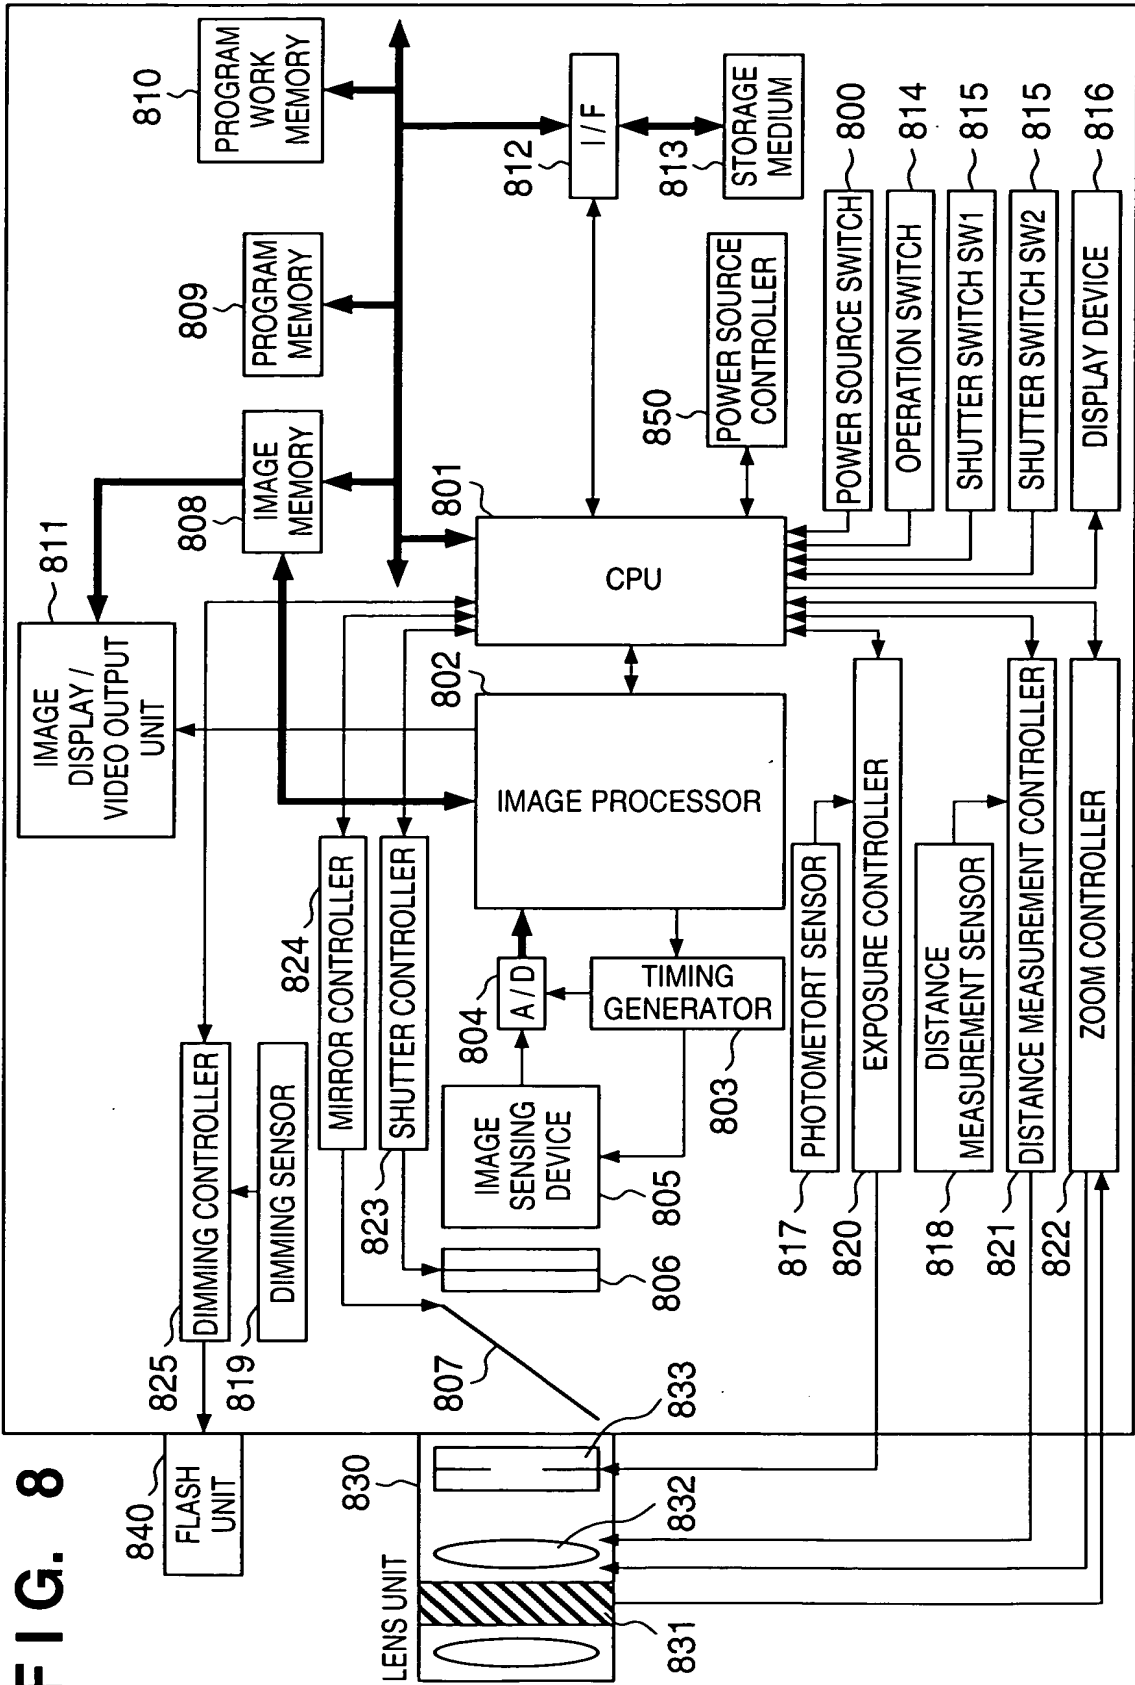 FIG. 8
840
FLASH
UNIT
825
DIMMING CONTROLLER
819
DIMMING SENSOR
811
IMAGE
DISPLAY /
VIDEO OUTPUT
UNIT
808
IMAGE
MEMORY
809
PROGRAM
MEMORY
810
PROGRAM
WORK
MEMORY
824
MIRROR CONTROLLER
823
SHUTTER CONTROLLER
LENS UNIT
830
831
832
833
807
806
IMAGE
SENSING
DEVICE
805
804
A / D
TIMING
GENERATOR
803
802
IMAGE PROCESSOR
801
CPU
812
I / F
813
STORAGE
MEDIUM
850
POWER SOURCE
CONTROLLER
817
PHOTOMETORT SENSOR
820
EXPOSURE CONTROLLER
818
DISTANCE
MEASUREMENT SENSOR
821
DISTANCE MEASUREMENT CONTROLLER
822
ZOOM CONTROLLER
POWER SOURCE SWITCH
800
OPERATION SWITCH
814
SHUTTER SWITCH SW1
815
SHUTTER SWITCH SW2
815
DISPLAY DEVICE
816